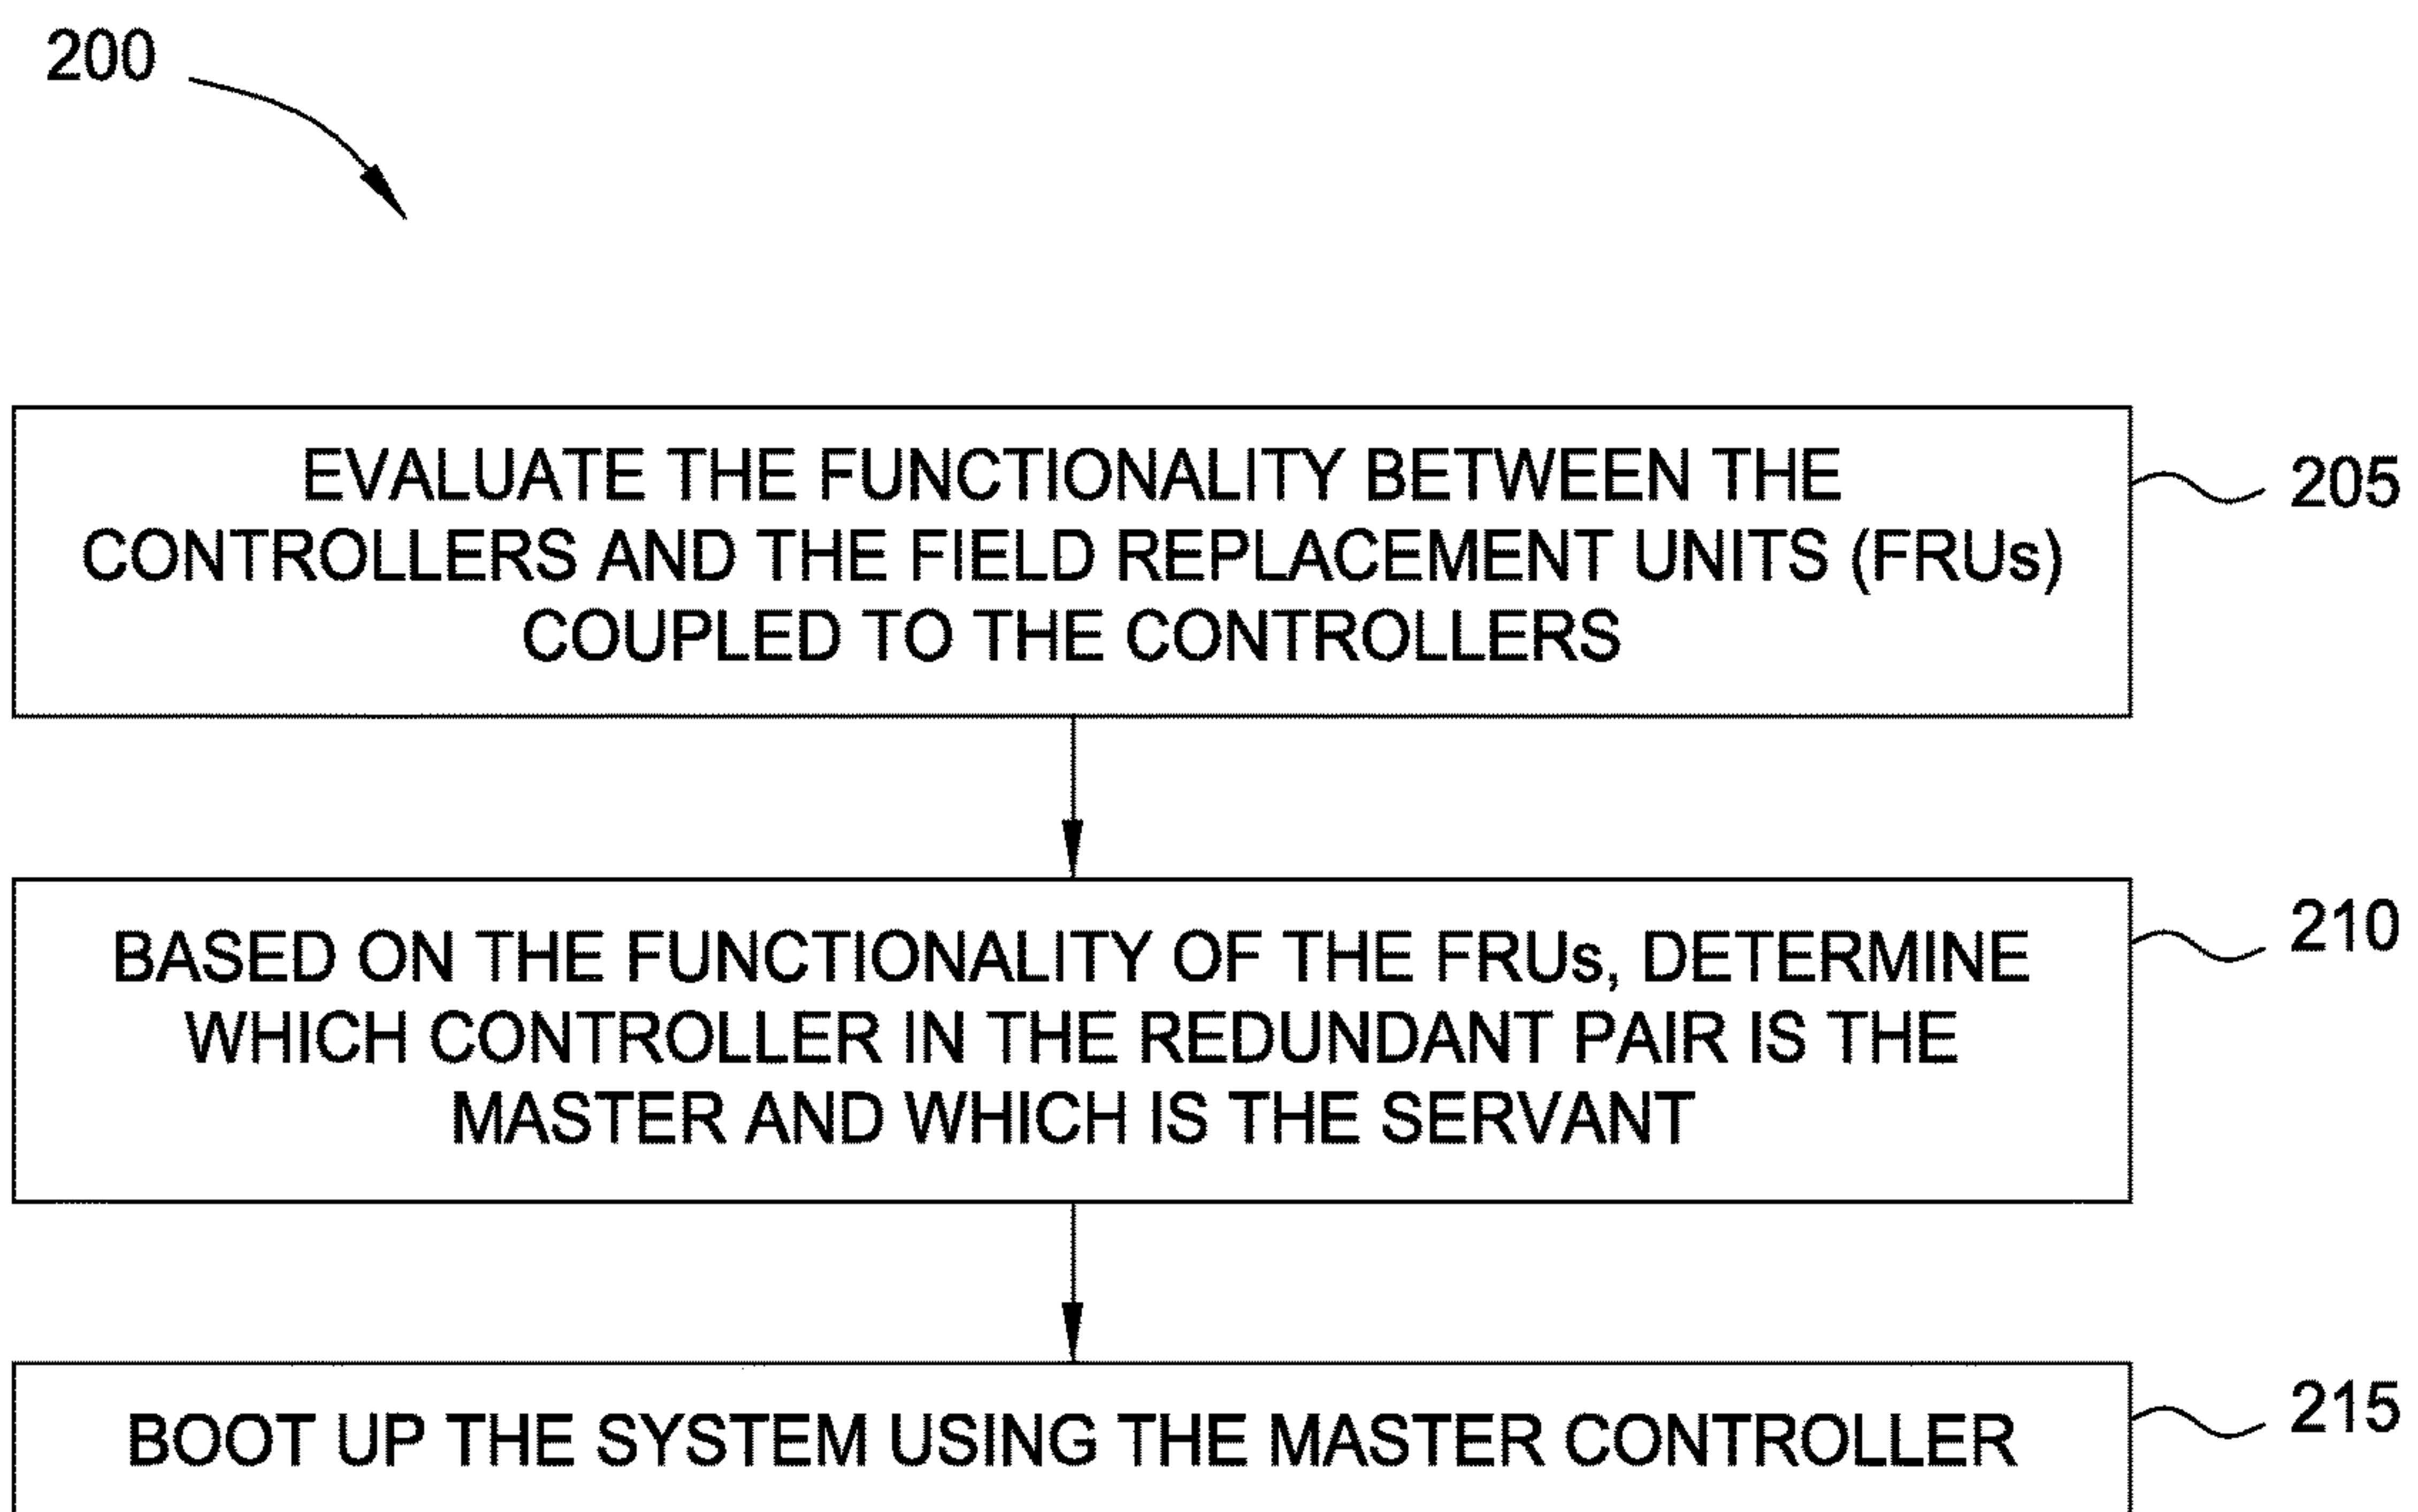 200
EVALUATE THE FUNCTIONALITY BETWEEN THE
CONTROLLERS AND THE FIELD REPLACEMENT UNITS (FRUs)
COUPLED TO THE CONTROLLERS
205
BASED ON THE FUNCTIONALITY OF THE FRUs, DETERMINE
WHICH CONTROLLER IN THE REDUNDANT PAIR IS THE
MASTER AND WHICH IS THE SERVANT
210
BOOT UP THE SYSTEM USING THE MASTER CONTROLLER
215